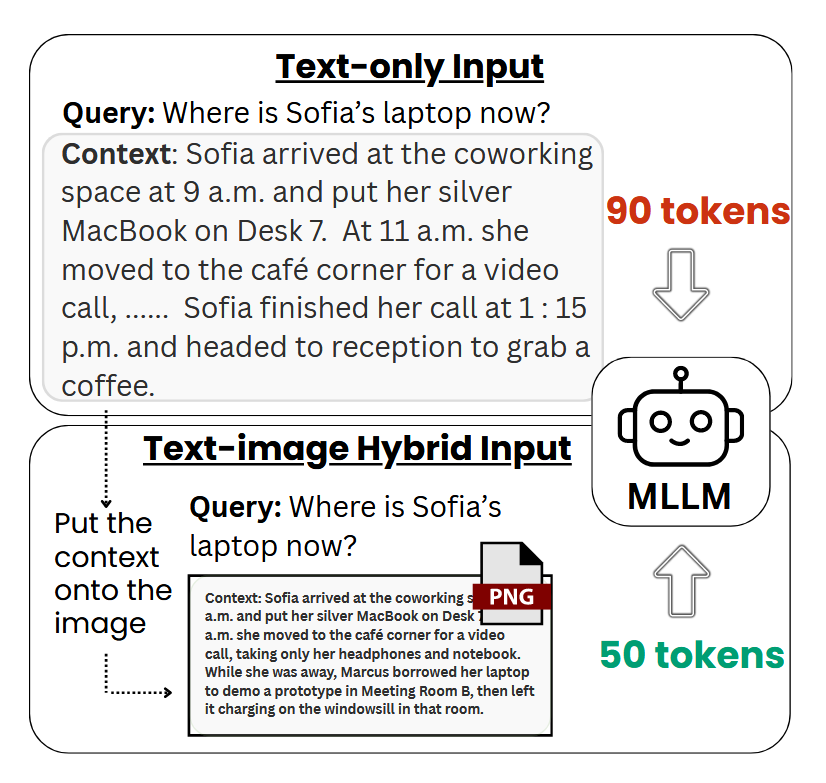 Text-only Input
Query: Where is Sofia's laptop now?
Context: Sofia arrived at the coworking
space at 9 a.m. and put her silver
MacBook on Desk 7. At 11 a.m. she
moved to the café corner for a video
call, ...... Sofia finished her call at 1 : 15
p.m. and headed to reception to grab a
coffee.
90 tokens
MLLM
Text-image Hybrid Input
Put the
context
onto the
image
Query: Where is Sofia's
laptop now?
PNG
Context: Sofia arrived at the coworking
a.m. and put her silver MacBook on Desk
a.m. she moved to the café corner for a video
call, taking only her headphones and notebook.
While she was away, Marcus borrowed her laptop
to demo a prototype in Meeting Room B, then left
it charging on the windowsill in that room.
50 tokens